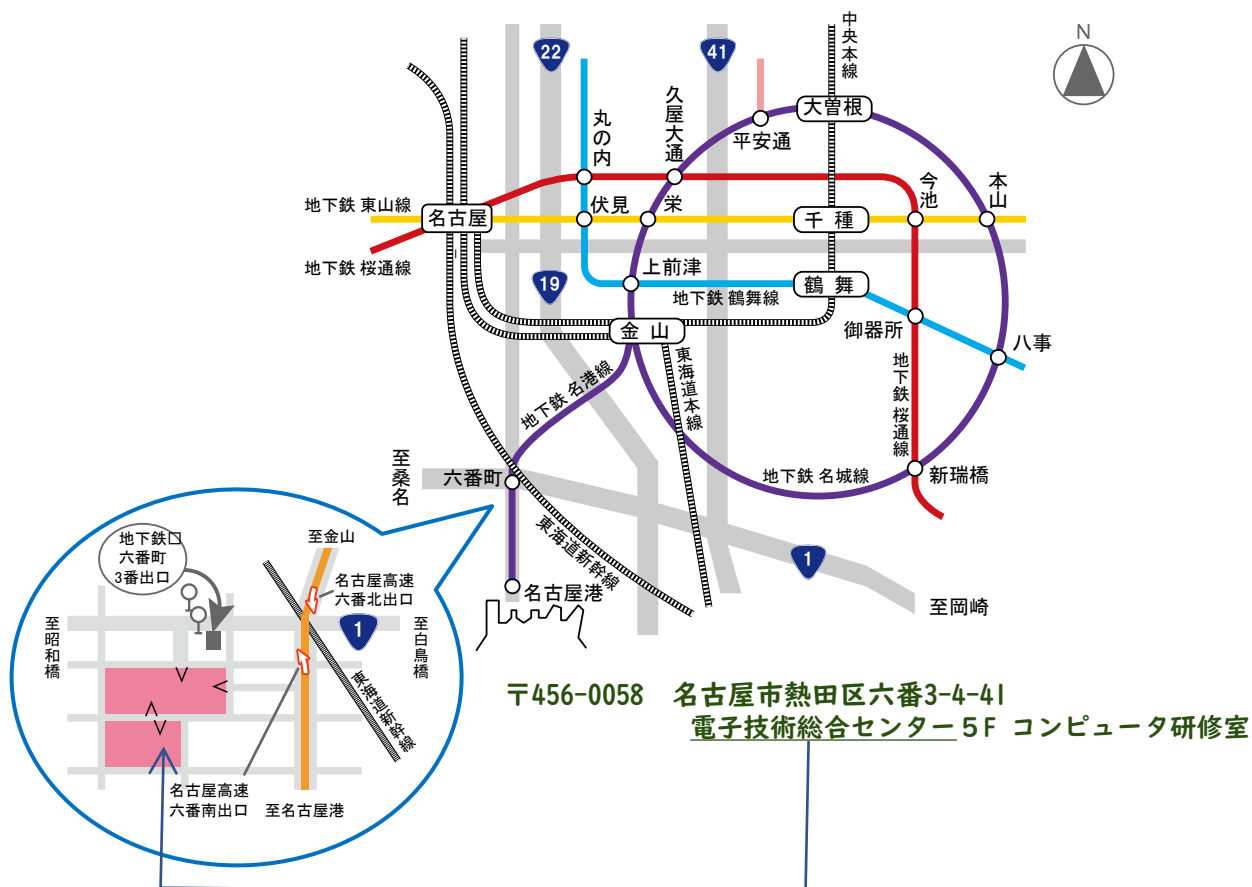 N
22
41
中央本線
大曽根
平安通
久屋大通
丸の内
今池
本山
地下鉄 東山線
名古屋
伏見
栄
千種
地下鉄 桜通線
上前津
地下鉄 鶴舞線
鶴舞
19
金山
御器所
八事
東海道本線
地下鉄 桜通線
地下鉄 名港線
至桑名
六番町
地下鉄 名城線
新瑞橋
東海道新幹線
1
名古屋港
至岡崎
地下鉄□
六番町
3番出口
至金山
名古屋高速
六番北出口
至昭和橋
1
至白鳥橋
東海道新幹線
名古屋高速
六番南出口
至名古屋港
〒456-0058 名古屋市熱田区六番3-4-41
電子技術総合センター5F コンピュータ研修室